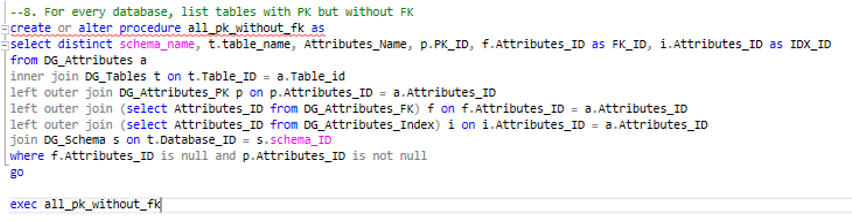 --8. For every database, list tables with PK but without FK
create or alter procedure all_pk_without_fk as
select distinct schema_name, t.table_name, Attributes_Name, p.PK_ID, f.Attributes_ID as FK_ID, i.Attributes_ID as IDX_ID
from DG_Attributes a
inner join DG_Tables t on t.Table_ID = a.Table_id
left outer join DG_Attributes_PK p on p.Attributes_ID = a.Attributes_ID
left outer join (select Attributes_ID from DG_Attributes_FK) f on f.Attributes_ID = a.Attributes_ID
left outer join (select Attributes_ID from DG_Attributes_Index) i on i.Attributes_ID = a.Attributes_ID
join DG_Schema s on t.Database_ID = s.schema_ID
where f.Attributes_ID is null and p.Attributes_ID is not null
go
exec all_pk_without_fk